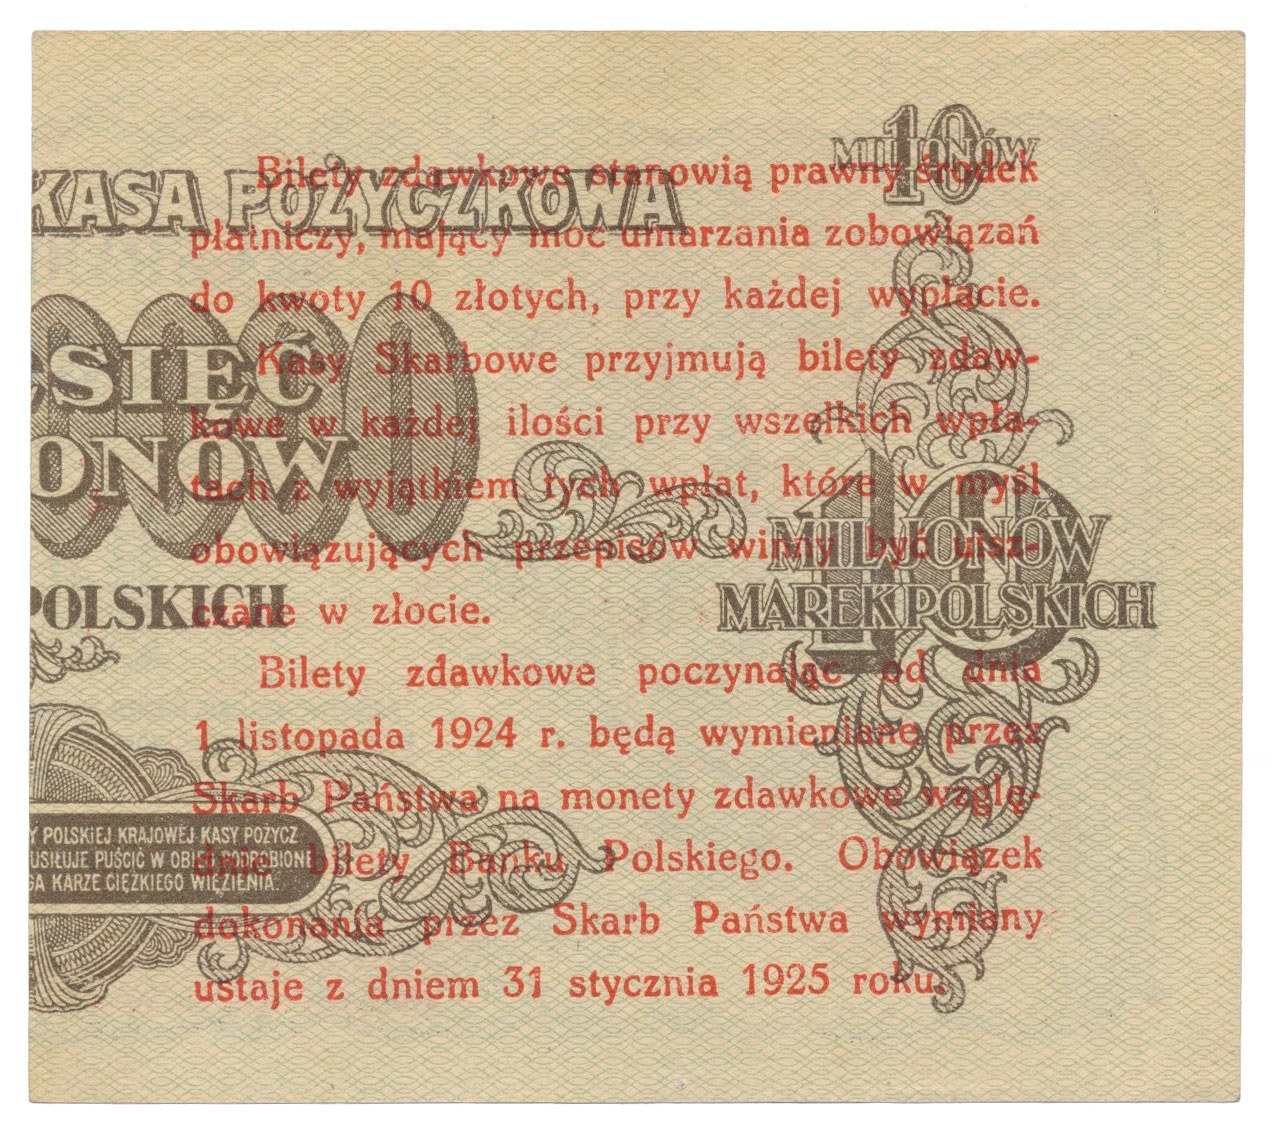 10
MILJONÓW
KASA POŻYCZKOWA
Bilety zdawkowe stanowią prawny środek
płatniczy, mający moc umarzania zobowiązań
do kwoty 10 złotych, przy każdej wypłacie.
Kasy Skarbowe przyjmują bilety zdaw-
kowe w każdej ilości przy wszelkich wpła-
tach z wyjątkiem tych wpłat, które w myśl
obowiązujących przepisów winny być uisz-
czane w złocie.
Bilety zdawkowe poczynając od dnia
1 listopada 1924 r. będą wymieniane przez
Skarb Państwa na monety zdawkowe wzglę-
dnie bilety Banku Polskiego. Obowiązek
dokonania przez Skarb Państwa wymiany
ustaje z dniem 31 stycznia 1925 roku.
0000
SIĘĆ
ONÓW
POLSKICH
10
MILJONÓW
MAREK POLSKICH
Y POLSKIEJ KRAJOWEJ KASY POŻYCZ
USIŁUJE PUŚCIĆ W OBIEG PODROBIONE
GA KARZE CIĘŻKIEGO WIĘZIENIA.